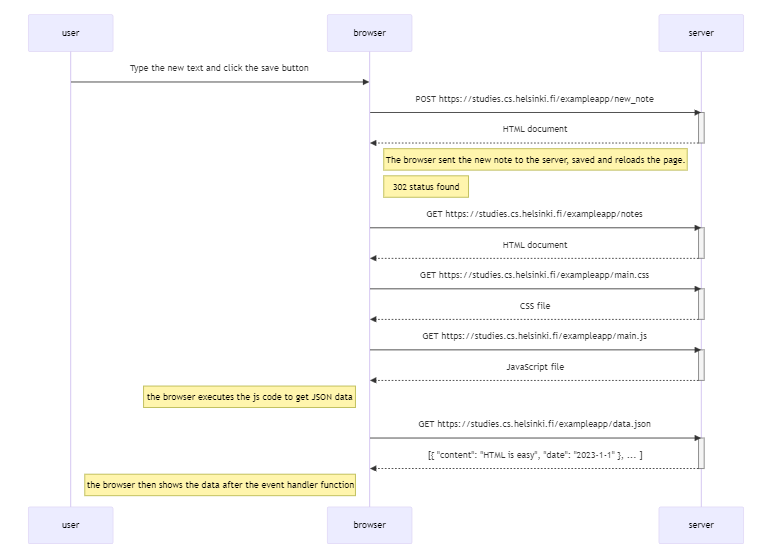 user
browser
server
Type the new text and click the save button
POST https://studies.cs.helsinki.fi/exampleapp/new_note
HTML document
The browser sent the new note to the server, saved and reloads the page.
302 status found
GET https://studies.cs.helsinki.fi/exampleapp/notes
HTML document
GET https://studies.cs.helsinki.fi/exampleapp/main.css
CSS file
GET https://studies.cs.helsinki.fi/exampleapp/main.js
JavaScript file
the browser executes the js code to get JSON data
GET https://studies.cs.helsinki.fi/exampleapp/data.json
[{ "content": "HTML is easy", "date": "2023-1-1" }, ... ]
the browser then shows the data after the event handler function
user
browser
server